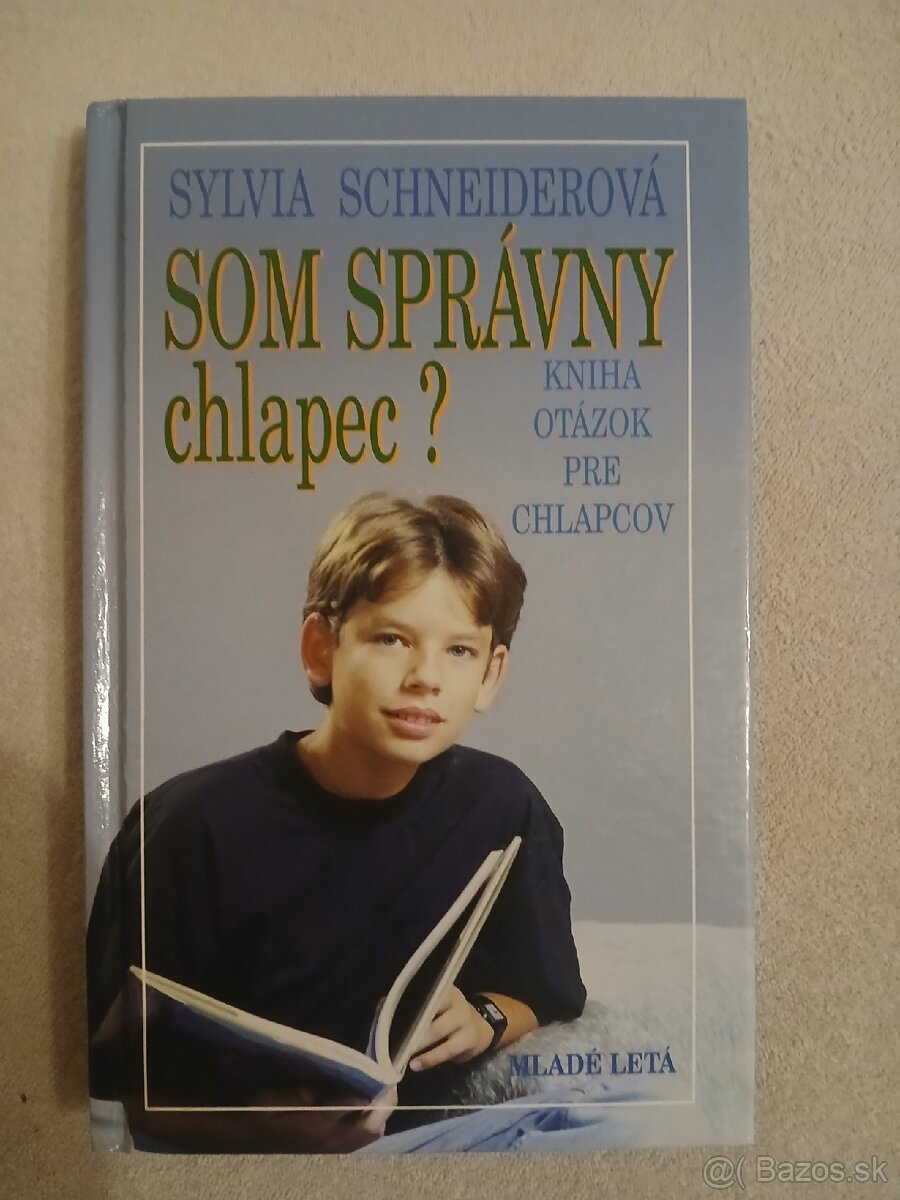 SYLVIA SCHNEIDEROVÁ
SOM SPRÁVNY
chlapec ?
KNIHA
OTÁZOK
PRE
CHLAPCOV
MLADÉ LETÁ
@( Bazos.sk